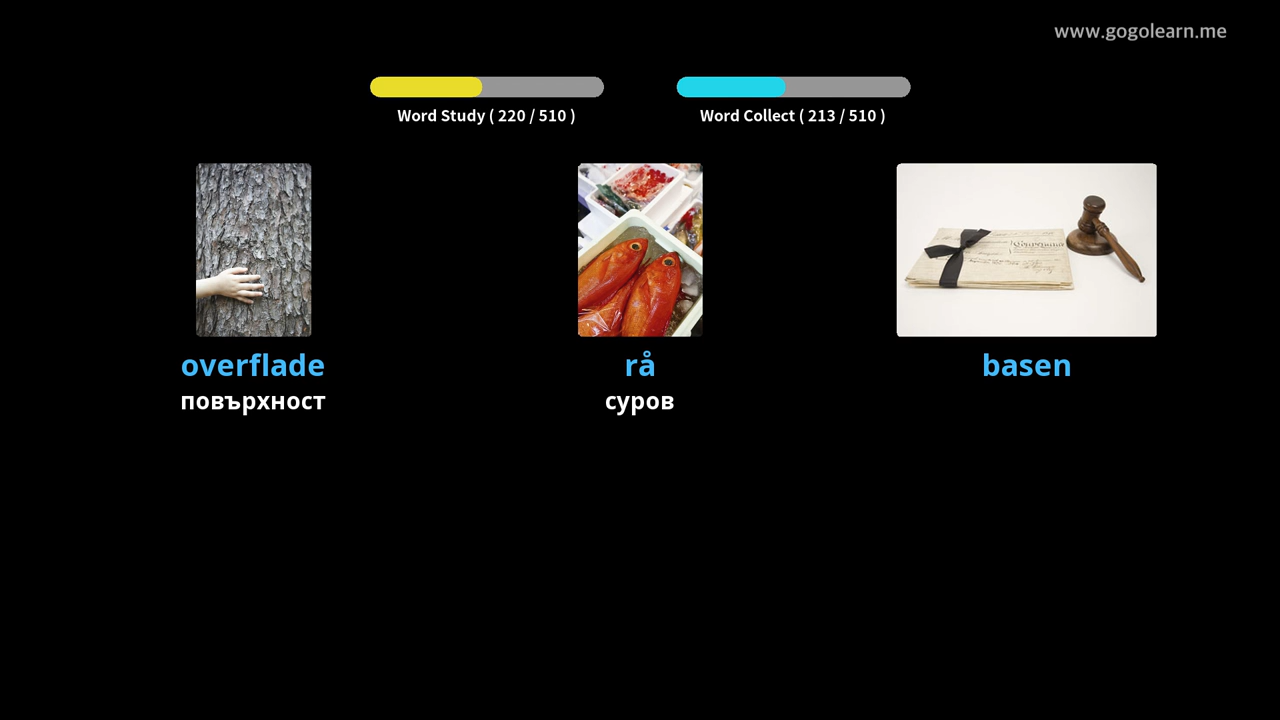 www.gogolearn.me
Word Study ( 220 / 510 )
Word Collect ( 213 / 510 )
overflade
rå
basen
повърхност
суров